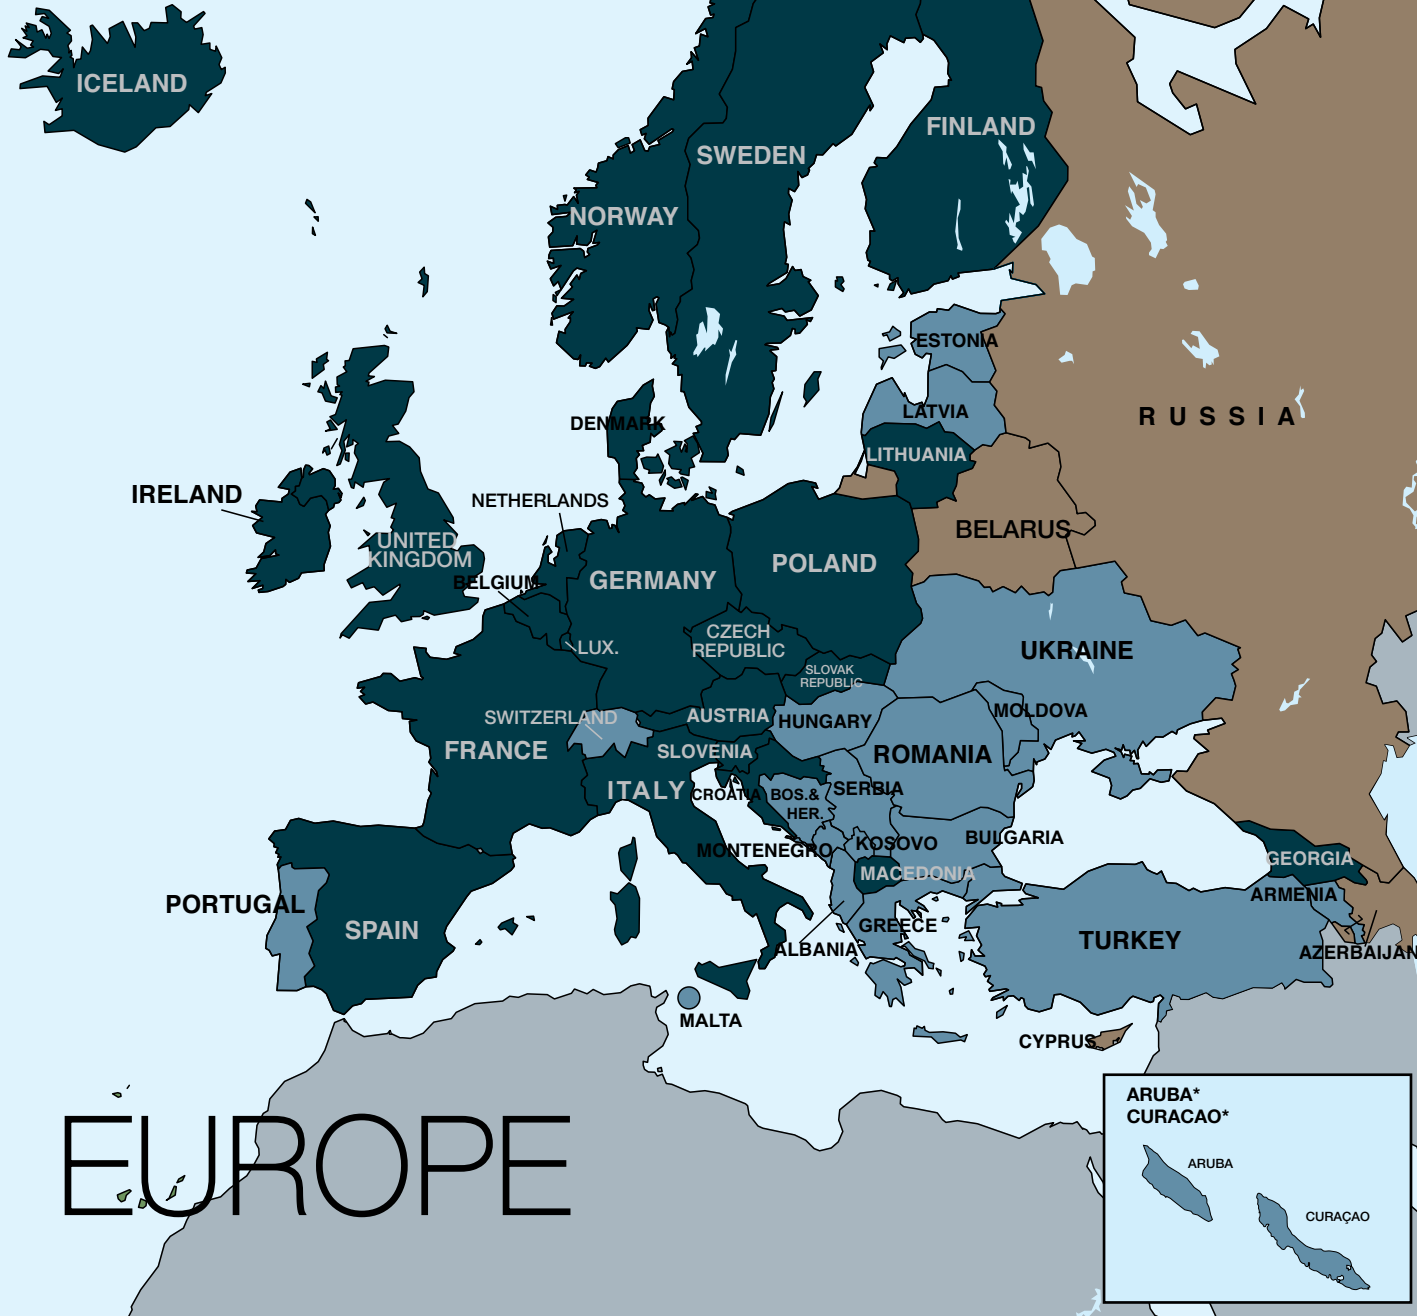 ICELAND
FINLAND
SWEDEN
NORWAY
ESTONIA
RUSSIA
LATVIA
DENMARK
LITHUANIA
IRELAND
NETHERLANDS
BELARUS
UNITED
KINGDOM
POLAND
BELGIUM
GERMANY
CZECH
REPUBLIC
LUX.
UKRAINE
SLOVAK
REPUBLIC
SWITZERLAND
AUSTRIA
HUNGARY
MOLDOVA
FRANCE
SLOVENIA
ROMANIA
ITALY
CROATIA
BOS.&
HER.
SERBIA
MONTENEGRO
KOSOVO
BULGARIA
GEORGIA
MACEDONIA
PORTUGAL
ARMENIA
SPAIN
GREECE
TURKEY
ALBANIA
AZERBAIJAN
MALTA
CYPRUS
EUROPE
ARUBA*
CURACAO*
ARUBA
CURAÇAO